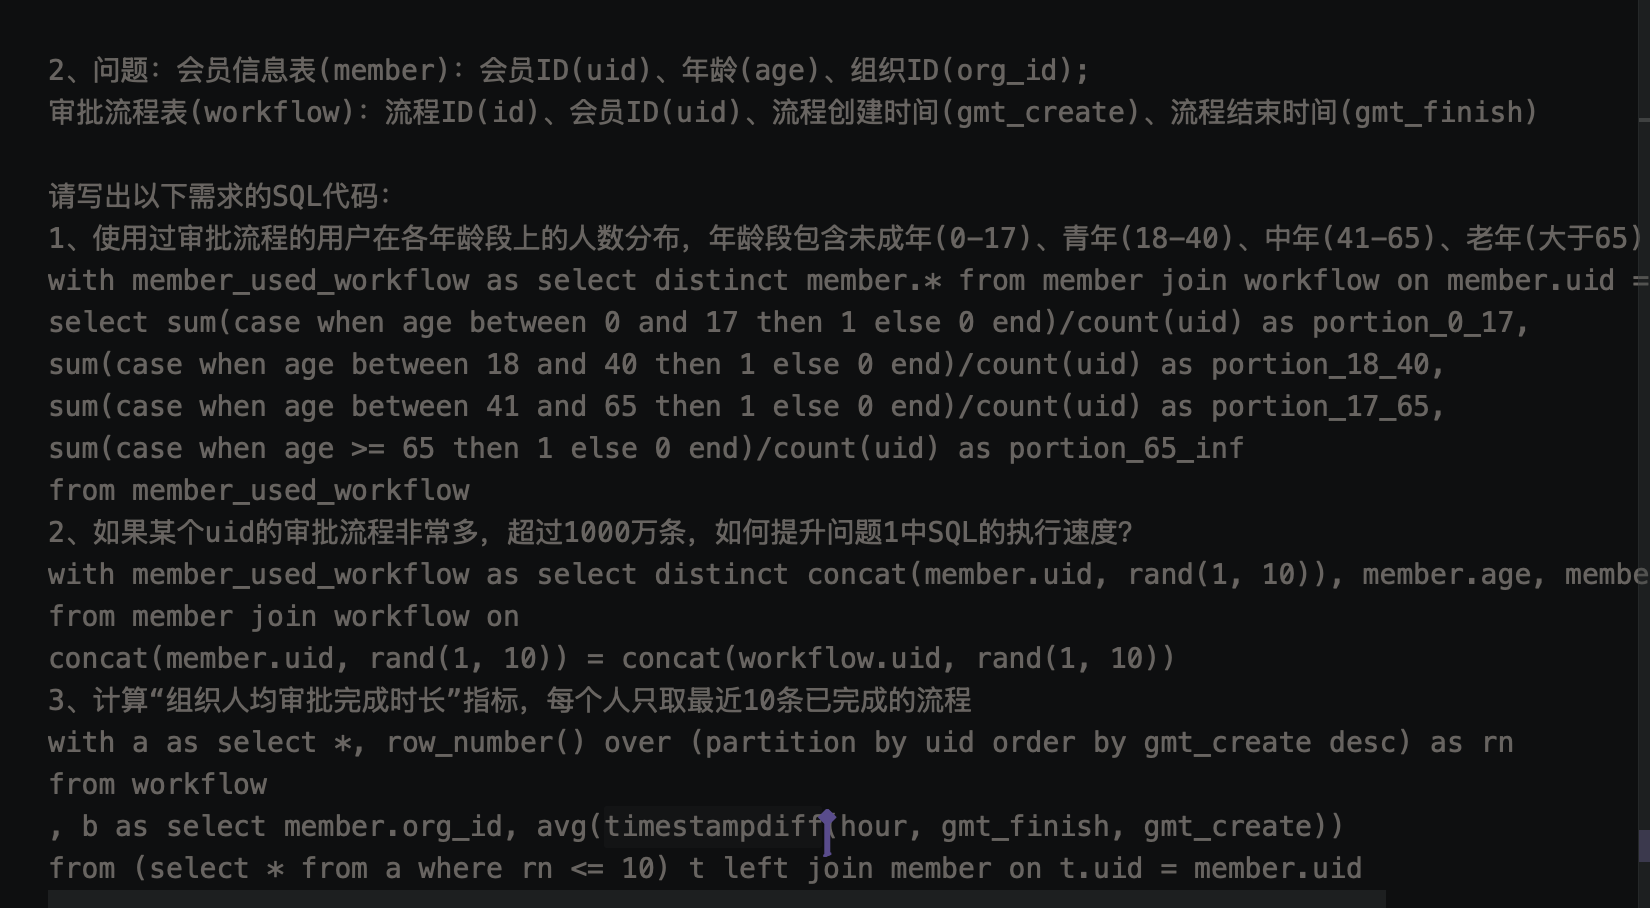 2、问题：会员信息表(member)：会员ID(uid)、年龄(age)、组织ID(org_id);
审批流程表(workflow)：流程ID(id)、会员ID(uid)、流程创建时间(gmt_create)、流程结束时间(gmt_finish)
请写出以下需求的SQL代码：
1、使用过审批流程的用户在各年龄段上的人数分布，年龄段包含未成年(0-17)、青年(18-40)、中年(41-65)、老年(大于65)
with member_used_workflow as select distinct member.* from member join workflow on member.uid =
select sum(case when age between 0 and 17 then 1 else 0 end)/count(uid) as portion_0_17,
sum(case when age between 18 and 40 then 1 else 0 end)/count(uid) as portion_18_40,
sum(case when age between 41 and 65 then 1 else 0 end)/count(uid) as portion_17_65,
sum(case when age >= 65 then 1 else 0 end)/count(uid) as portion_65_inf
from member_used_workflow
2、如果某个uid的审批流程非常多，超过1000万条，如何提升问题1中SQL的执行速度？
with member_used_workflow as select distinct concat(member.uid, rand(1, 10)), member.age, membe
from member join workflow on
concat(member.uid, rand(1, 10)) = concat(workflow.uid, rand(1, 10))
3、计算“组织人均审批完成时长”指标，每个人只取最近10条已完成的流程
with a as select *, row_number() over (partition by uid order by gmt_create desc) as rn
from workflow
, b as select member.org_id, avg(timestampdiff(hour, gmt_finish, gmt_create))
from (select * from a where rn <= 10) t left join member on t.uid = member.uid